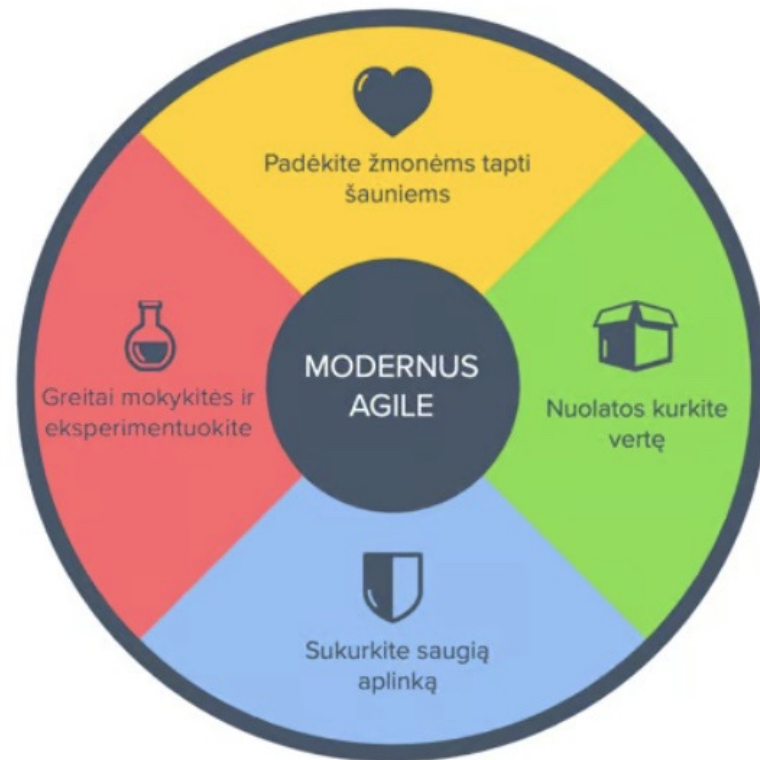 Padėkite žmonėms tapti
šauniems
Greitai mokykitės ir
eksperimentuokite
MODERNUS
AGILE
Nuolatos kurkite
vertę
Sukurkite saugią
aplinką